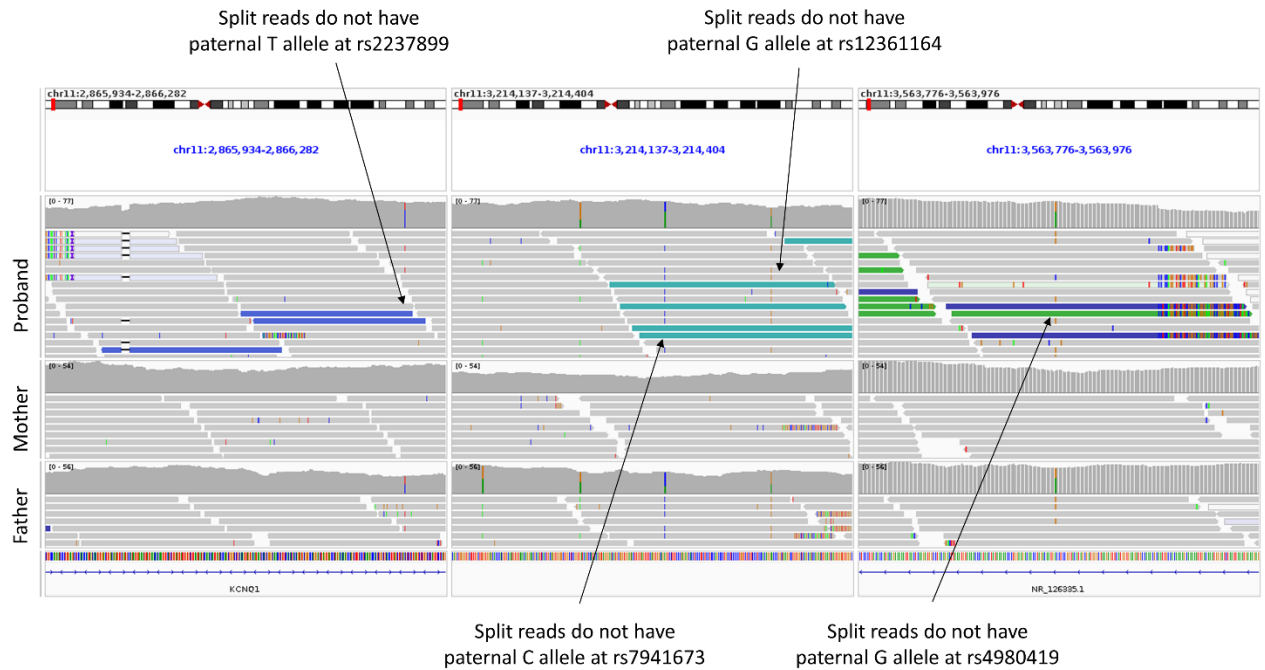 Split reads do not have
paternal T allele at rs2237899
Split reads do not have
paternal G allele at rs12361164
chr11:2,865,934-2,866,282
chr11:3,214,137-3,214,404
chr11:3,563,776-3,563,976
chr11:2,865,934-2,866,282
chr11:3,214,137-3,214,404
chr11:3,563,776-3,563,976
Proband
[0 - 77]
[0 - 77]
[0 - 77]
Mother
[0 - 54]
[0 - 54]
[0 - 54]
Father
[0 - 56]
[0 - 56]
[0 - 56]
KCNQ1
NR_126335.1
Split reads do not have
paternal C allele at rs7941673
Split reads do not have
paternal G allele at rs4980419